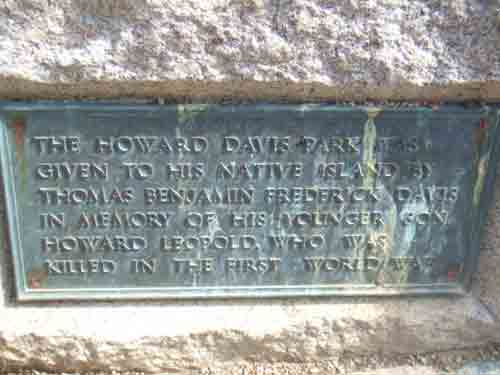 THE HOWARD DAVIS PARK WAS
GIVEN TO HIS NATIVE ISLAND BY
THOMAS BENJAMIN FREDERICK DAVIS
IN MEMORY OF HIS YOUNGER SON,
HOWARD LEOPOLD, WHO WAS
KILLED IN THE FIRST WORLD WAR